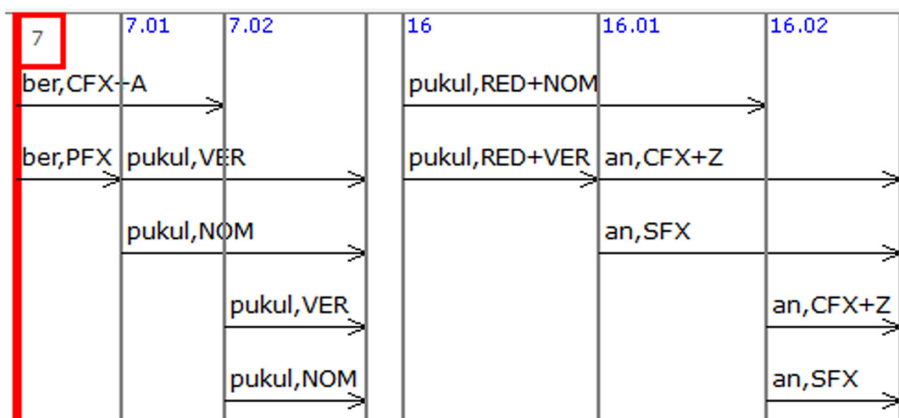 7 7.01 7.02 16 16.01 16.02
ber,CFX+A pukul,RED+NOM
ber,PFX pukul,VER pukul,RED+VER an,CFX+Z
pukul,NOM an,SFX
pukul,VER an,CFX+Z
pukul,NOM an,SFX